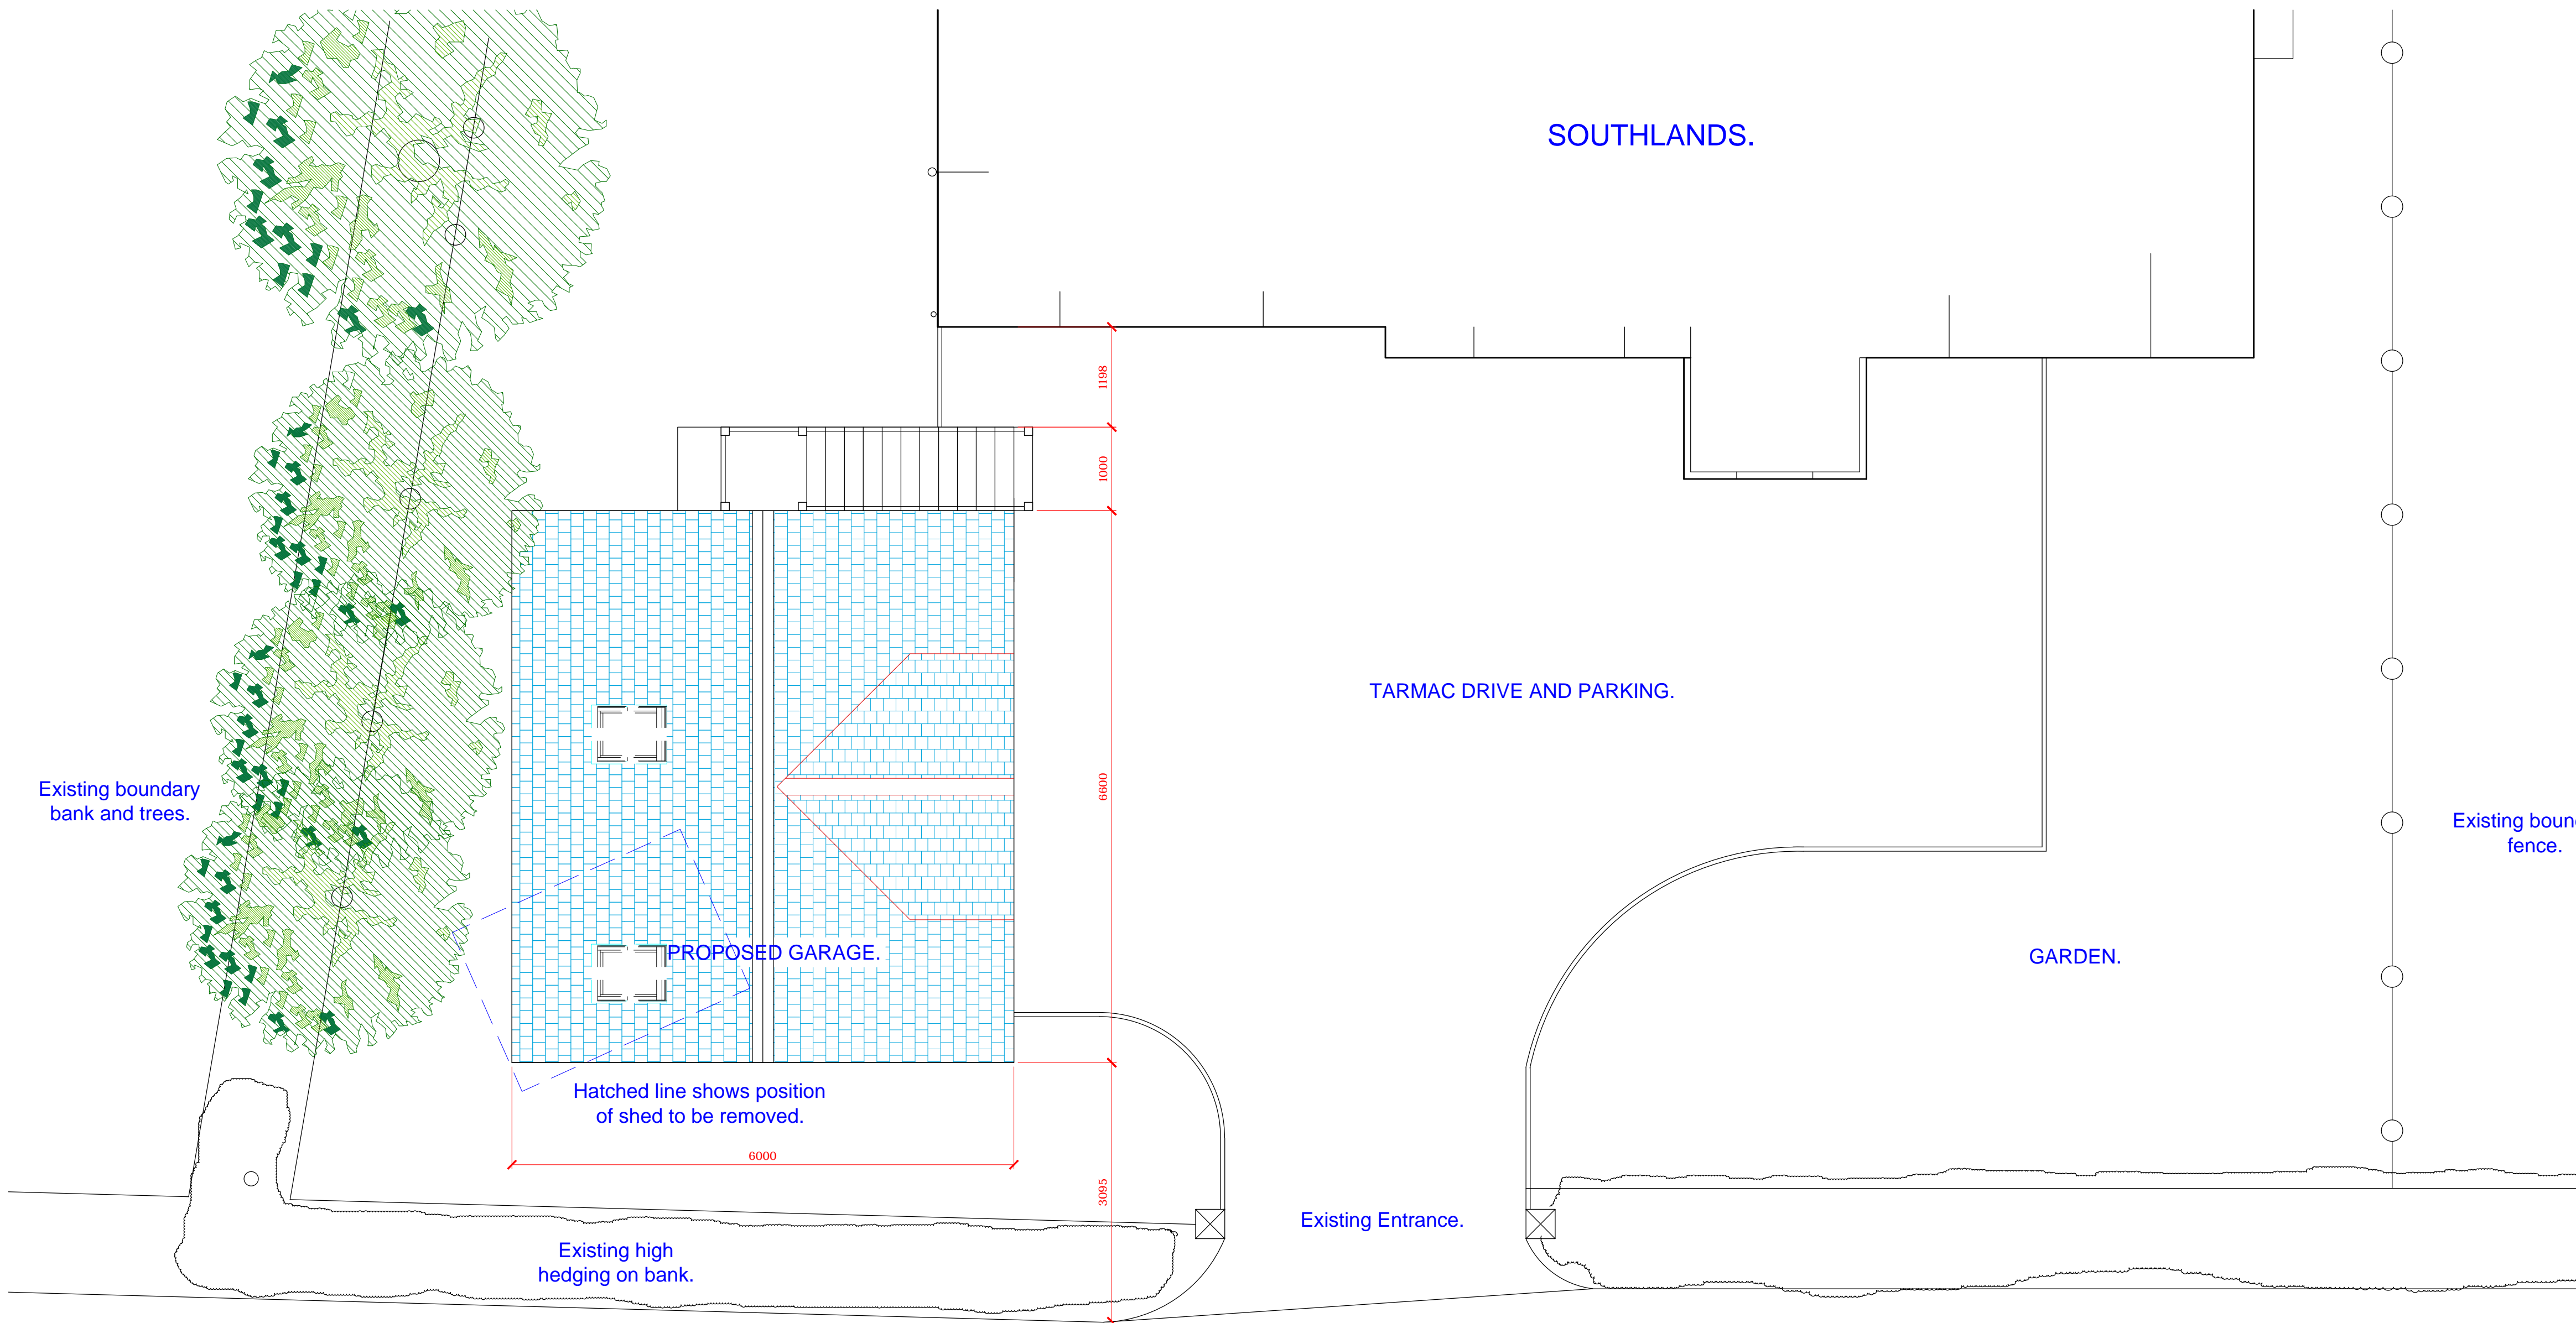 SOUTHLANDS.
1198
1000
TARMAC DRIVE AND PARKING.
6600
Existing boundary
bank and trees.
Existing boun
fence.
PROPOSED GARAGE.
GARDEN.
Hatched line shows position
of shed to be removed.
6000
3095
Existing Entrance.
Existing high
hedging on bank.